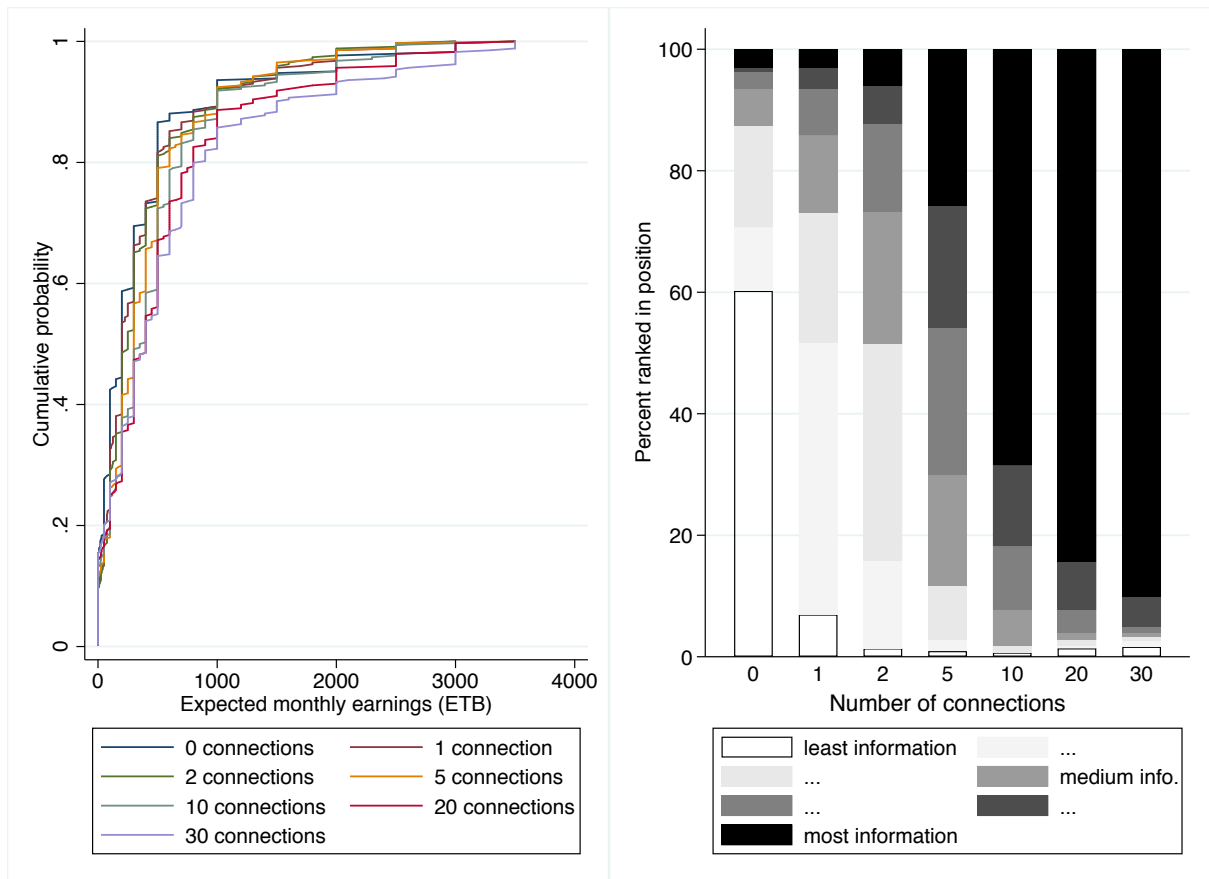 Cumulative probability
1
.8
.6
.4
.2
0
0 1000 2000 3000 4000
Expected monthly earnings (ETB)
0 connections 1 connection
2 connections 5 connections
10 connections 20 connections
30 connections
Percent ranked in position
100
80
60
40
20
0
0 1 2 5 10 20 30
Number of connections
least information ...
... medium info.
... ...
most information